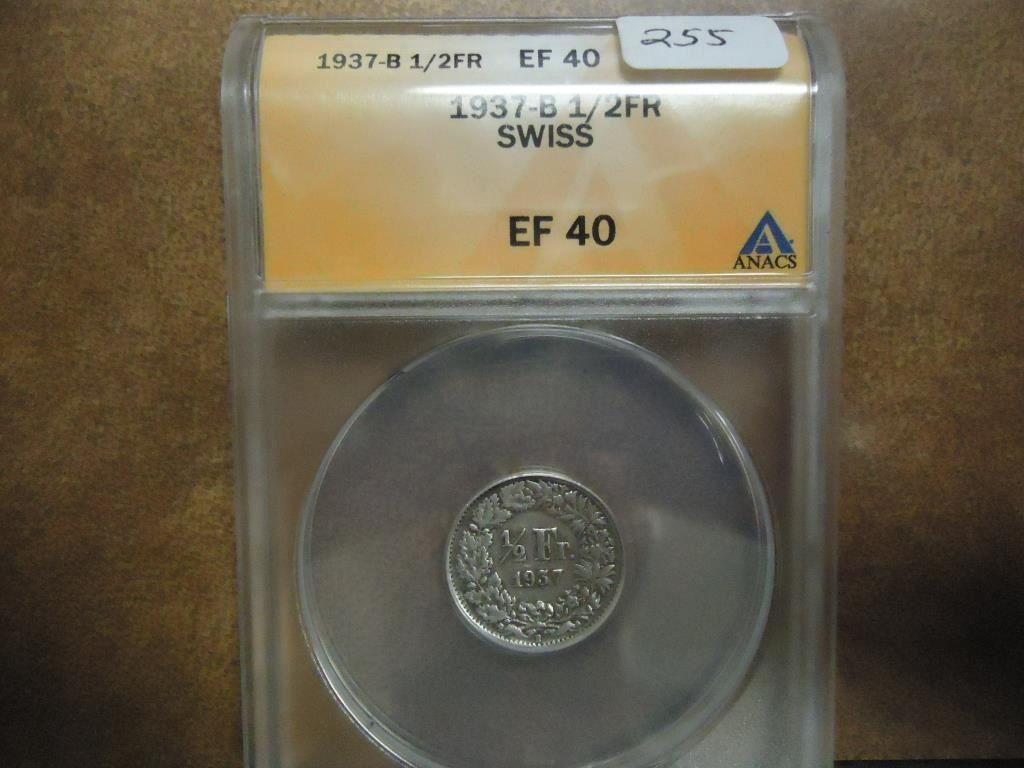 255
1937-B 1/2FR EF 40
1937-B 1/2FR
SWISS
EF 40
ANACS
½ Fr.
1937
B